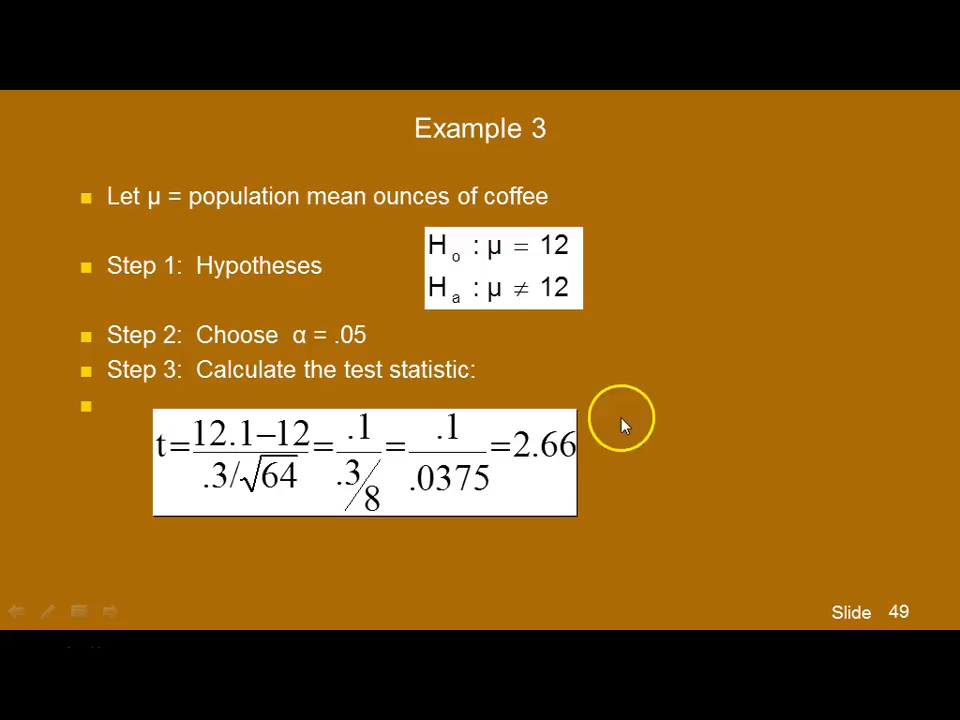 Example 3
Let μ = population mean ounces of coffee
Step 1: Hypotheses
H o : μ = 12
H a : μ ≠ 12
Step 2: Choose α = .05
Step 3: Calculate the test statistic:
t = 12.1−12 / .3/√64 = .1 / .3/8 = .1 / .0375 = 2.66
Slide 49